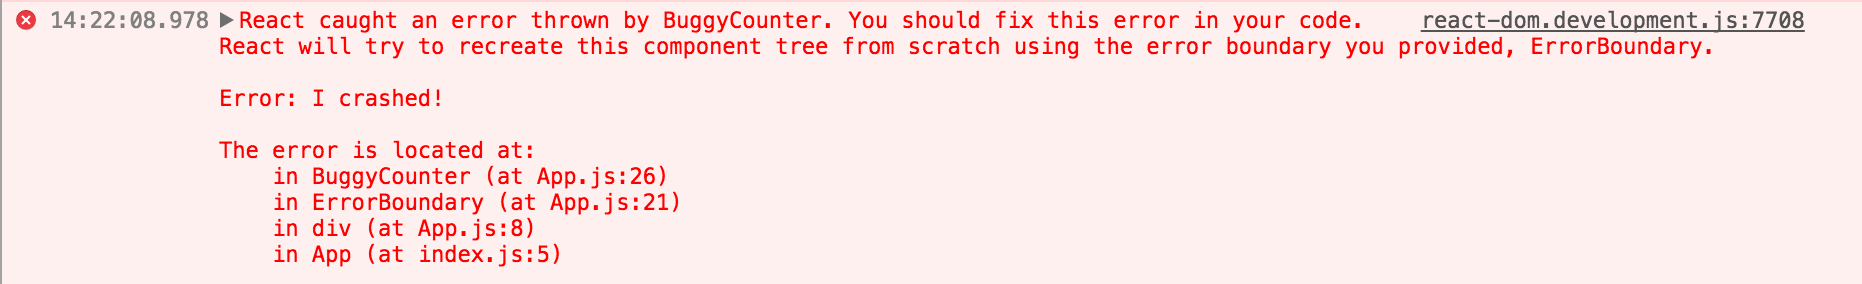 14:22:08.978 ▶React caught an error thrown by BuggyCounter. You should fix this error in your code. react-dom.development.js:7708
React will try to recreate this component tree from scratch using the error boundary you provided, ErrorBoundary.
Error: I crashed!
The error is located at:
in BuggyCounter (at App.js:26)
in ErrorBoundary (at App.js:21)
in div (at App.js:8)
in App (at index.js:5)